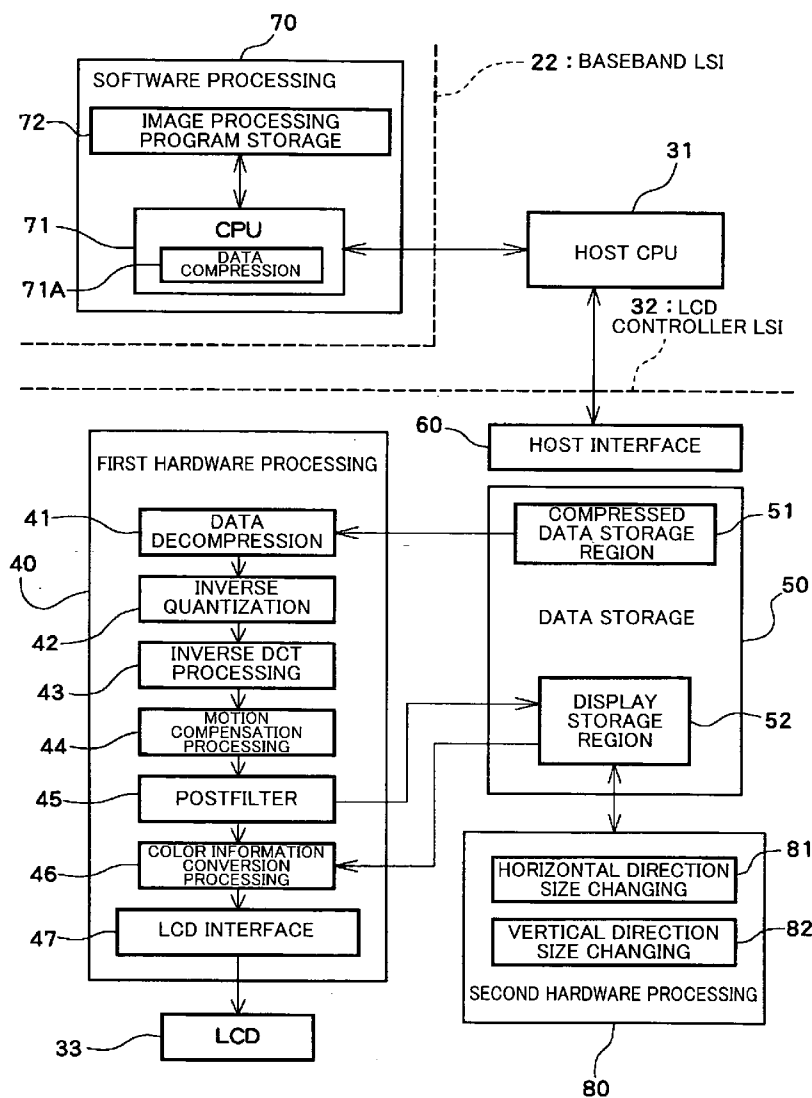 70
SOFTWARE PROCESSING
22 : BASEBAND LSI
72
IMAGE PROCESSING
PROGRAM STORAGE
31
71
CPU
HOST CPU
71A
DATA
COMPRESSION
32 : LCD
CONTROLLER LSI
60
HOST INTERFACE
FIRST HARDWARE PROCESSING
41
DATA
DECOMPRESSION
COMPRESSED
DATA STORAGE
REGION
51
40
INVERSE
QUANTIZATION
50
42
DATA STORAGE
INVERSE DCT
PROCESSING
43
DISPLAY
STORAGE
REGION
52
MOTION
COMPENSATION
PROCESSING
44
POSTFILTER
45
COLOR INFORMATION
CONVERSION
PROCESSING
46
HORIZONTAL DIRECTION
SIZE CHANGING
81
LCD INTERFACE
47
VERTICAL DIRECTION
SIZE CHANGING
82
SECOND HARDWARE PROCESSING
LCD
33
80